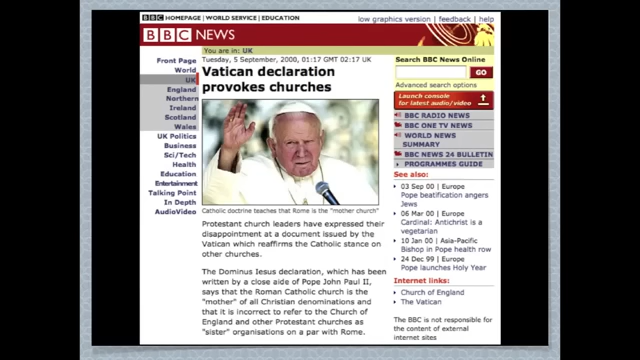 BBC HOMEPAGE | WORLD SERVICE | EDUCATION
low graphics version | feedback | help
BBC NEWS
You are in: UK
Front Page
World
UK
England
Northern
Ireland
Scotland
Wales
UK Politics
Business
Sci/Tech
Health
Education
Entertainment
Talking Point
In Depth
AudioVideo
Tuesday, 5 September, 2000, 01:17 GMT 02:17 UK
Vatican declaration
provokes churches
Catholic doctrine teaches that Rome is the "mother church"
Protestant church leaders have expressed their
disappointment at a document issued by the
Vatican which reaffirms the Catholic stance on
other churches.
The Dominus Iesus declaration, which has been
written by a close aide of Pope John Paul II,
says that the Roman Catholic church is the
"mother" of all Christian denominations and
that it is incorrect to refer to the Church of
England and other Protestant churches as
"sister" organisations on a par with Rome.
Search BBC News Online
GO
Advanced search options
Launch console
for latest audio/video
BBC RADIO NEWS
BBC ONE TV NEWS
WORLD NEWS
SUMMARY
BBC NEWS 24 BULLETIN
PROGRAMMES GUIDE
See also:
03 Sep 00 | Europe
Pope beatification angers
Jews
06 Mar 00 | Europe
Cardinal: Antichrist is a
vegetarian
10 Jan 00 | Asia-Pacific
Bishop in Pope health row
24 Dec 99 | Europe
Pope launches Holy Year
Internet links:
Church of England
The Vatican
The BBC is not responsible
for the content of external
internet sites